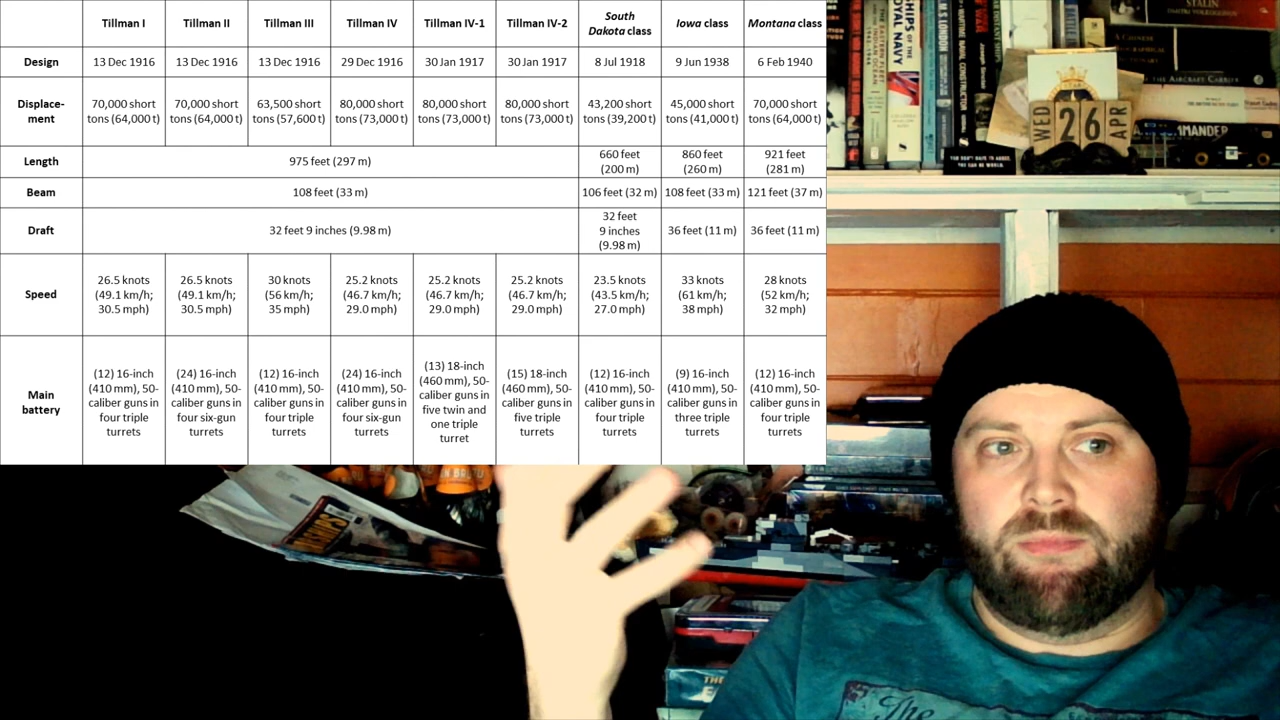 Tillman I
Tillman II
Tillman III
Tillman IV
Tillman IV-1
Tillman IV-2
South
Dakota class
Iowa class
Montana class
Design
13 Dec 1916
13 Dec 1916
13 Dec 1916
29 Dec 1916
30 Jan 1917
30 Jan 1917
8 Jul 1918
9 Jun 1938
6 Feb 1940
Displace-
ment
70,000 short
tons (64,000 t)
70,000 short
tons (64,000 t)
63,500 short
tons (57,600 t)
80,000 short
tons (73,000 t)
80,000 short
tons (73,000 t)
80,000 short
tons (73,000 t)
43,200 short
tons (39,200 t)
45,000 short
tons (41,000 t)
70,000 short
tons (64,000 t)
Length
975 feet (297 m)
660 feet
(200 m)
860 feet
(260 m)
921 feet
(281 m)
Beam
108 feet (33 m)
106 feet (32 m)
108 feet (33 m)
121 feet (37 m)
Draft
32 feet 9 inches (9.98 m)
32 feet
9 inches
(9.98 m)
36 feet (11 m)
36 feet (11 m)
Speed
26.5 knots
(49.1 km/h;
30.5 mph)
26.5 knots
(49.1 km/h;
30.5 mph)
30 knots
(56 km/h;
35 mph)
25.2 knots
(46.7 km/h;
29.0 mph)
25.2 knots
(46.7 km/h;
29.0 mph)
25.2 knots
(46.7 km/h;
29.0 mph)
23.5 knots
(43.5 km/h;
27.0 mph)
33 knots
(61 km/h;
38 mph)
28 knots
(52 km/h;
32 mph)
Main
battery
(12) 16-inch
(410 mm), 50-
caliber guns in
four triple
turrets
(24) 16-inch
(410 mm), 50-
caliber guns in
four six-gun
turrets
(12) 16-inch
(410 mm), 50-
caliber guns in
four triple
turrets
(24) 16-inch
(410 mm), 50-
caliber guns in
four six-gun
turrets
(13) 18-inch
(460 mm), 50-
caliber guns in
five twin and
one triple
turret
(15) 18-inch
(460 mm), 50-
caliber guns in
five triple
turrets
(12) 16-inch
(410 mm), 50-
caliber guns in
four triple
turrets
(9) 16-inch
(410 mm), 50-
caliber guns in
three triple
turrets
(12) 16-inch
(410 mm), 50-
caliber guns in
four triple
turrets
STALIN
WED
26
APR
The